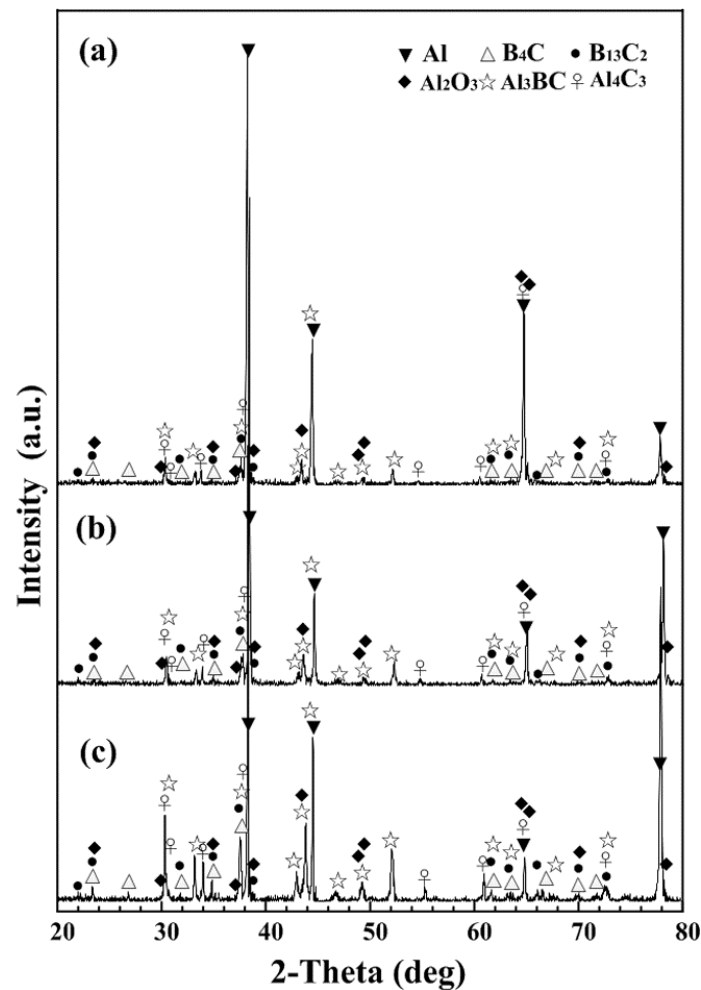 (a)
▼ Al △ B₄C ● B₁₃C₂
◆ Al₂O₃ ☆ Al₃BC ♀ Al₄C₃
(b)
(c)
Intensity (a.u.)
20 30 40 50 60 70 80
2-Theta (deg)